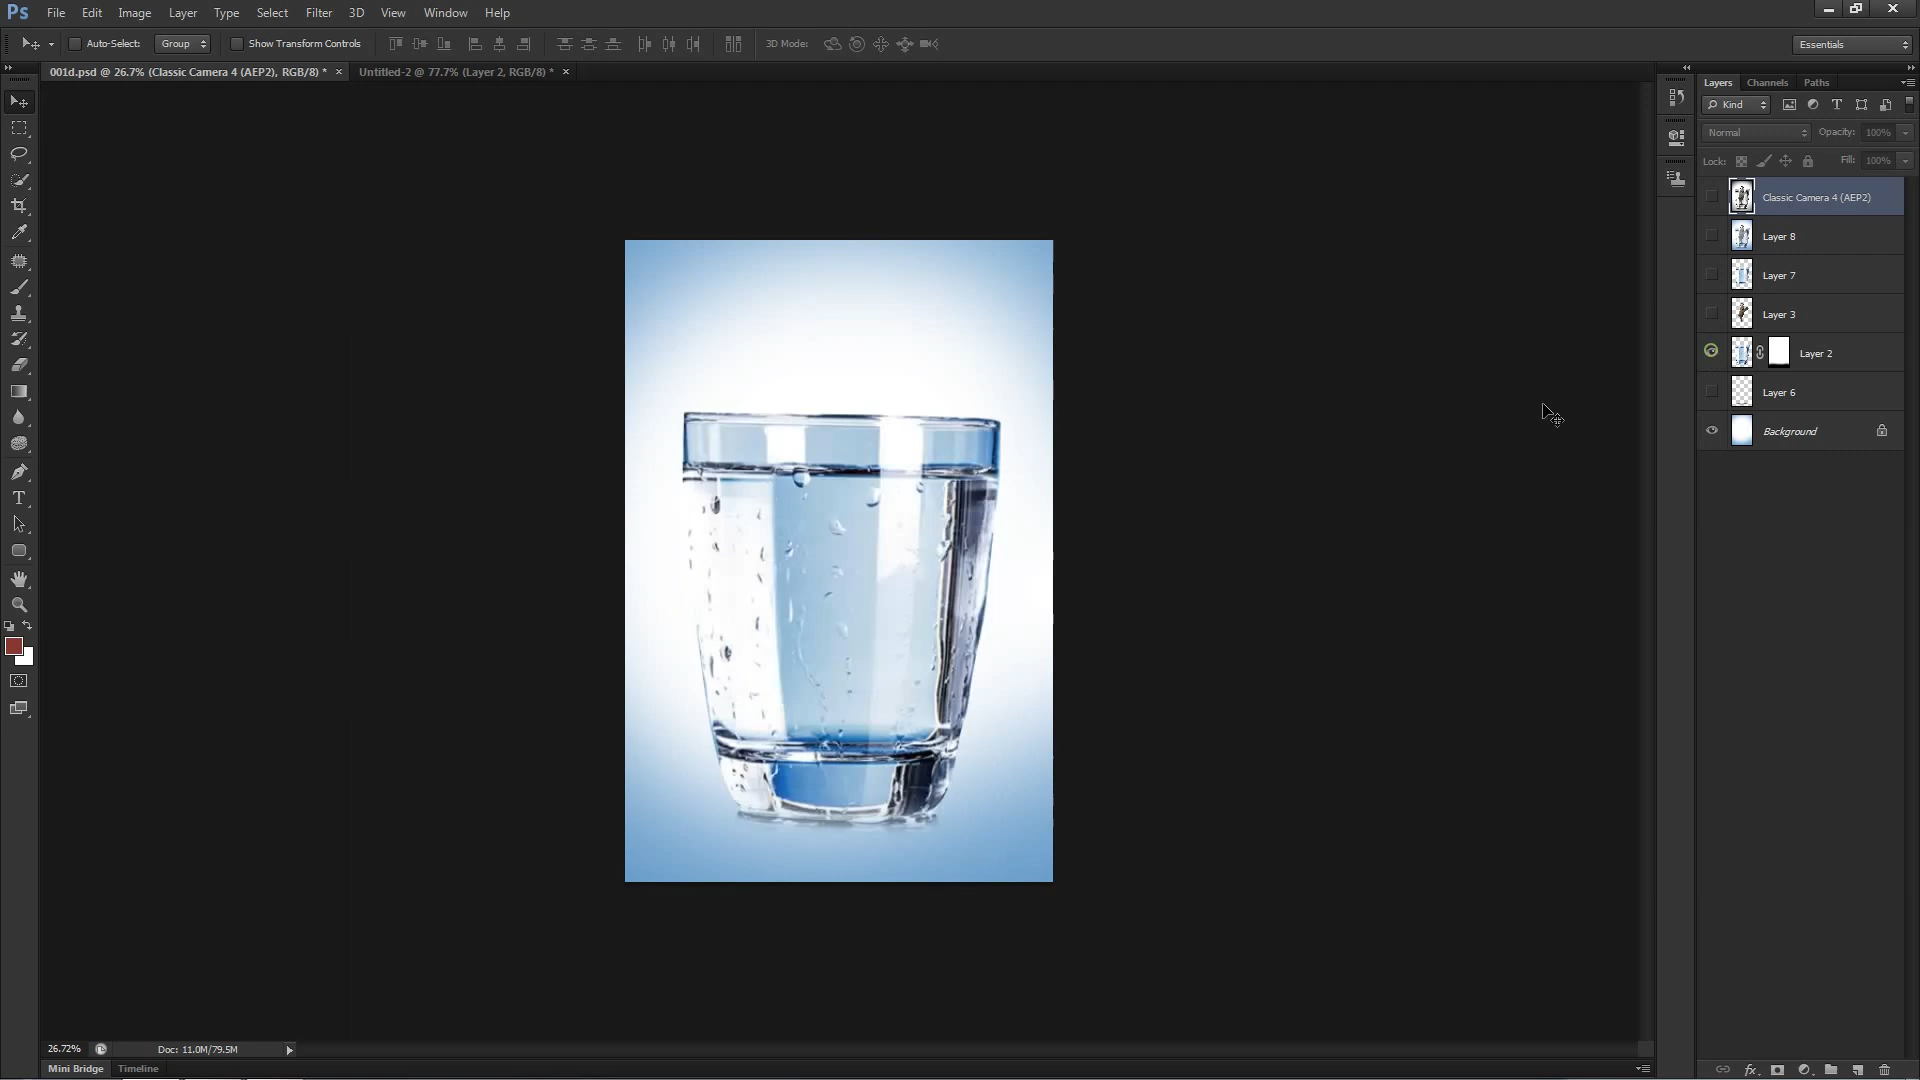 Ps File Edit Image Layer Type Select Filter 3D View Window Help
Auto-Select: Group Show Transform Controls 3D Mode: Essentials
001d.psd @ 26.7% (Classic Camera 4 (AEP2), RGB/8) * × Untitled-2 @ 77.7% (Layer 2, RGB/8) * ×
Layers Channels Paths
Kind
Normal Opacity: 100%
Lock: Fill: 100%
Classic Camera 4 (AEP2)
Layer 8
Layer 7
Layer 3
Layer 2
Layer 6
Background
26.72% Doc: 11.0M/79.5M
Mini Bridge Timeline
fx